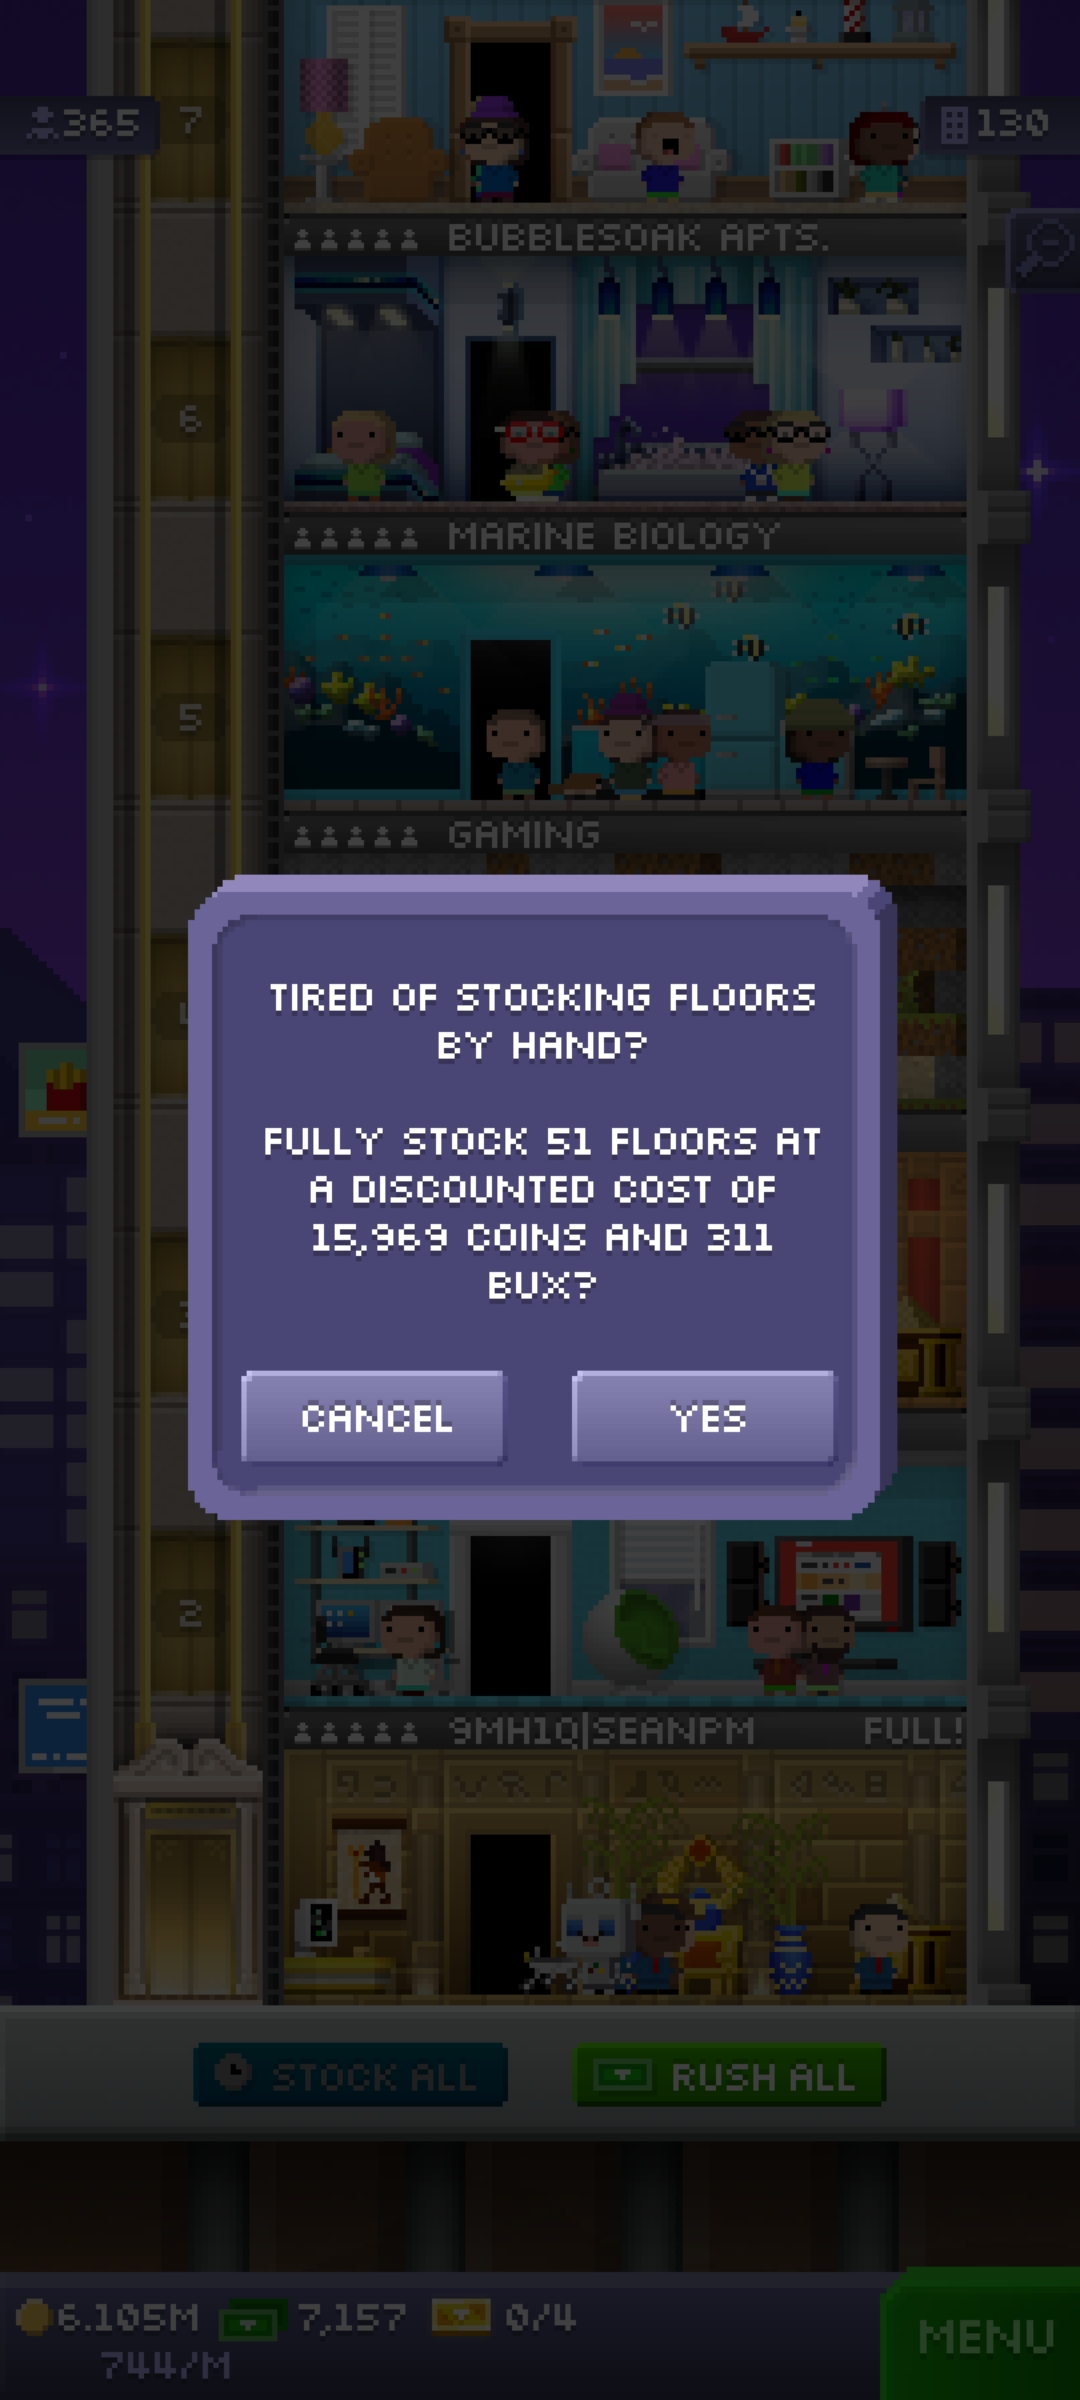 365
7
130
BUBBLESOAK APTS.
6
MARINE BIOLOGY
5
GAMING
TIRED OF STOCKING FLOORS
BY HAND?
FULLY STOCK 51 FLOORS AT
A DISCOUNTED COST OF
15,969 COINS AND 311
BUX?
CANCEL
YES
2
9MH1Q|SEANPM
FULL!
STOCK ALL
RUSH ALL
6.105M
7,157
0/4
MENU
744/M